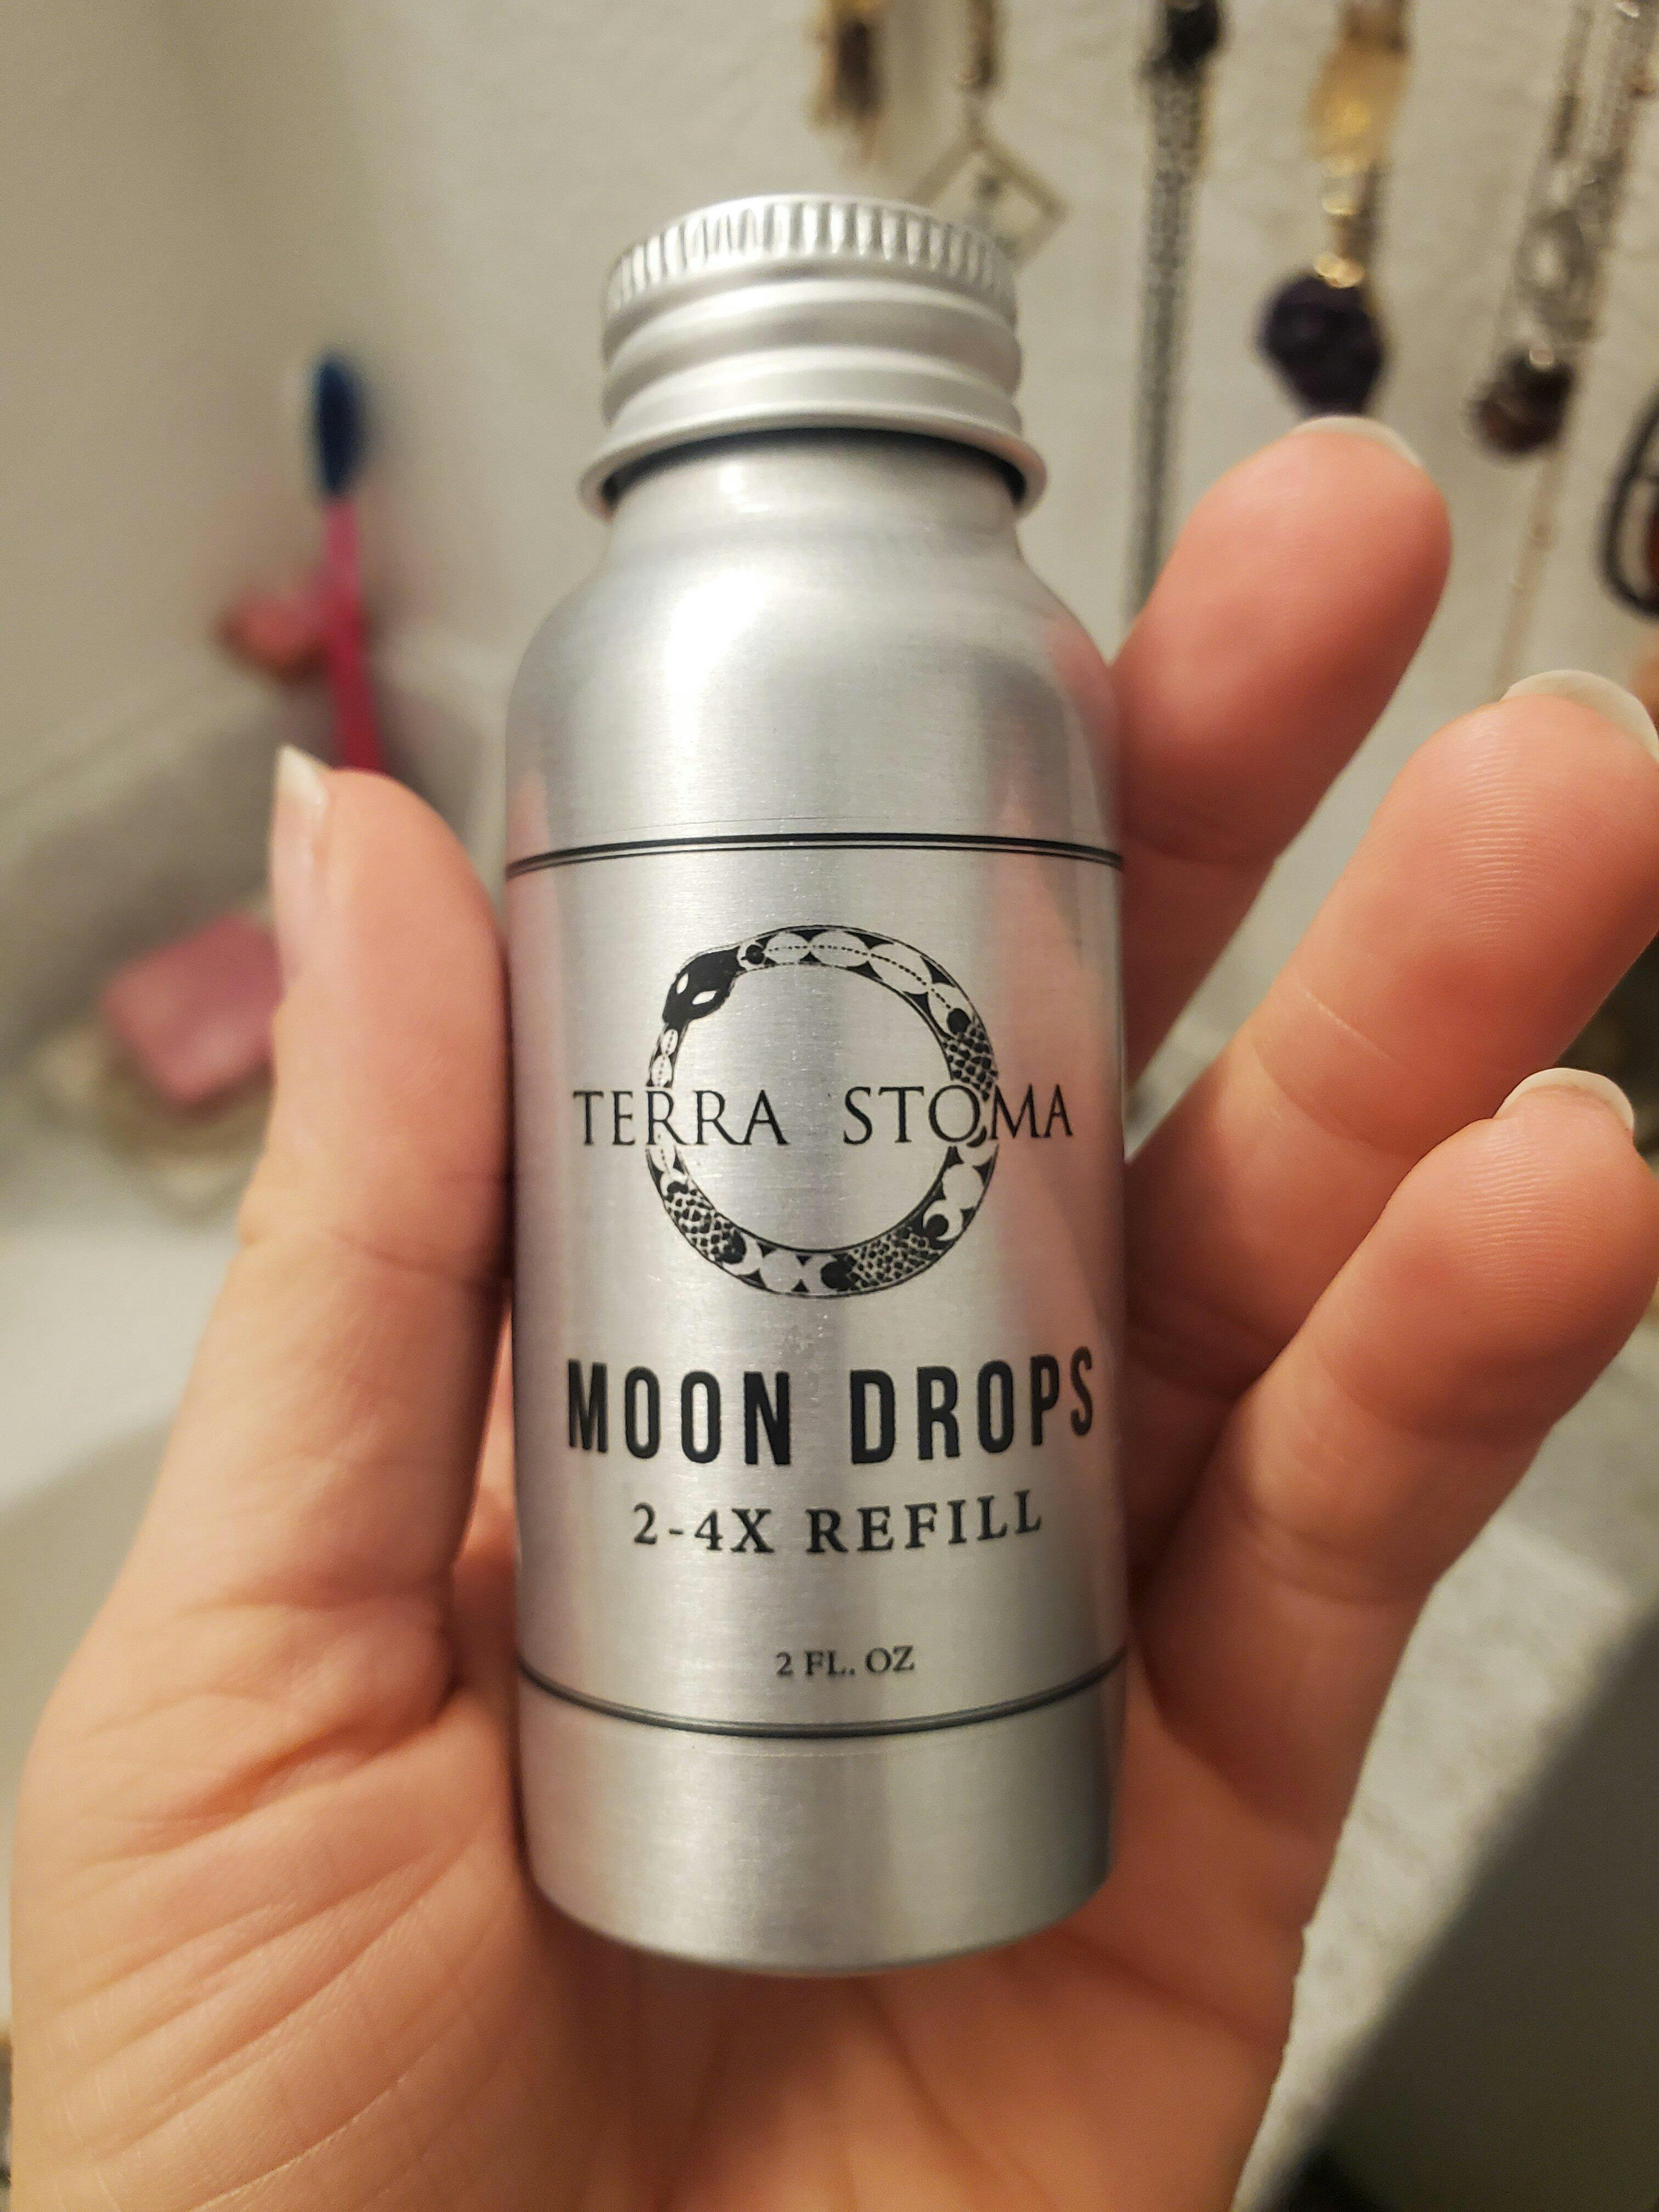 TERRA STOMA
MOON DROPS
2-4X REFILL
2 FL. OZ